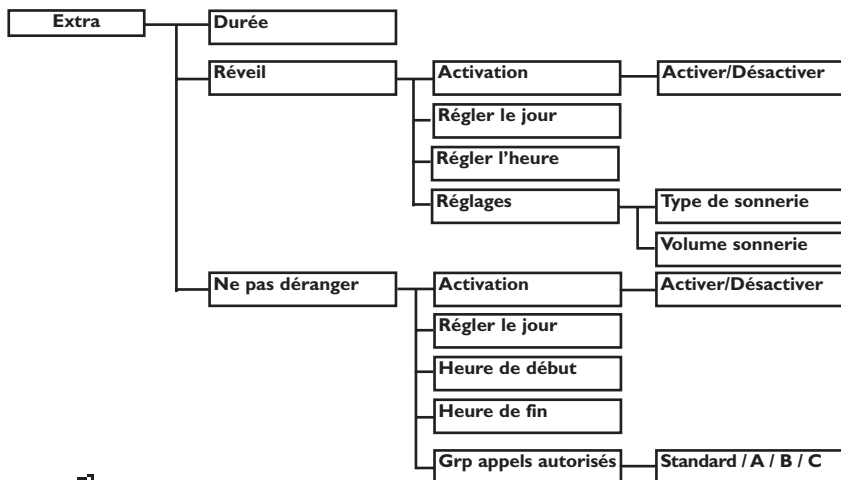 Extra
Durée
Réveil
Activation
Activer/Désactiver
Régler le jour
Régler l’heure
Réglages
Type de sonnerie
Volume sonnerie
Ne pas déranger
Activation
Activer/Désactiver
Régler le jour
Heure de début
Heure de fin
Grp appels autorisés
Standard / A / B / C